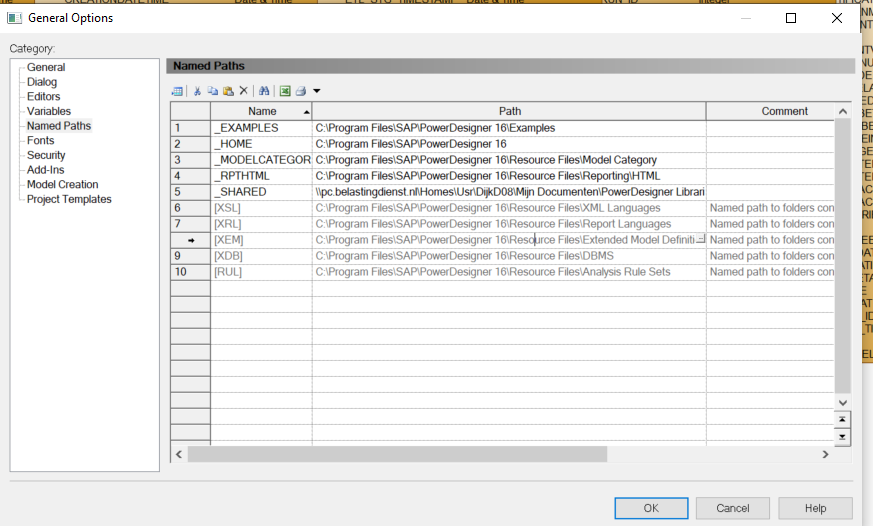 CREATIONDATETIME Date & Time ETL_SYS_TIMESTAMP Date & Time RUN_ID Integer
General Options
Category:
General
Dialog
Editors
Variables
Named Paths
Fonts
Security
Add-Ins
Model Creation
Project Templates
Named Paths
Name Path Comment
1 _EXAMPLES C:\Program Files\SAP\PowerDesigner 16\Examples
2 _HOME C:\Program Files\SAP\PowerDesigner 16
3 _MODELCATEGOR C:\Program Files\SAP\PowerDesigner 16\Resource Files\Model Category
4 _RPTHTML C:\Program Files\SAP\PowerDesigner 16\Resource Files\Reporting\HTML
5 _SHARED \\pc.belastingdienst.nl\Homes\Usr\DijkD08\Mijn Documenten\PowerDesigner Librari
6 [XSL] C:\Program Files\SAP\PowerDesigner 16\Resource Files\XML Languages Named path to folders con
7 [XRL] C:\Program Files\SAP\PowerDesigner 16\Resource Files\Report Languages Named path to folders con
[XEM] C:\Program Files\SAP\PowerDesigner 16\Resource Files\Extended Model Definiti... Named path to folders con
9 [XDB] C:\Program Files\SAP\PowerDesigner 16\Resource Files\DBMS Named path to folders con
10 [RUL] C:\Program Files\SAP\PowerDesigner 16\Resource Files\Analysis Rule Sets Named path to folders con
OK Cancel Help